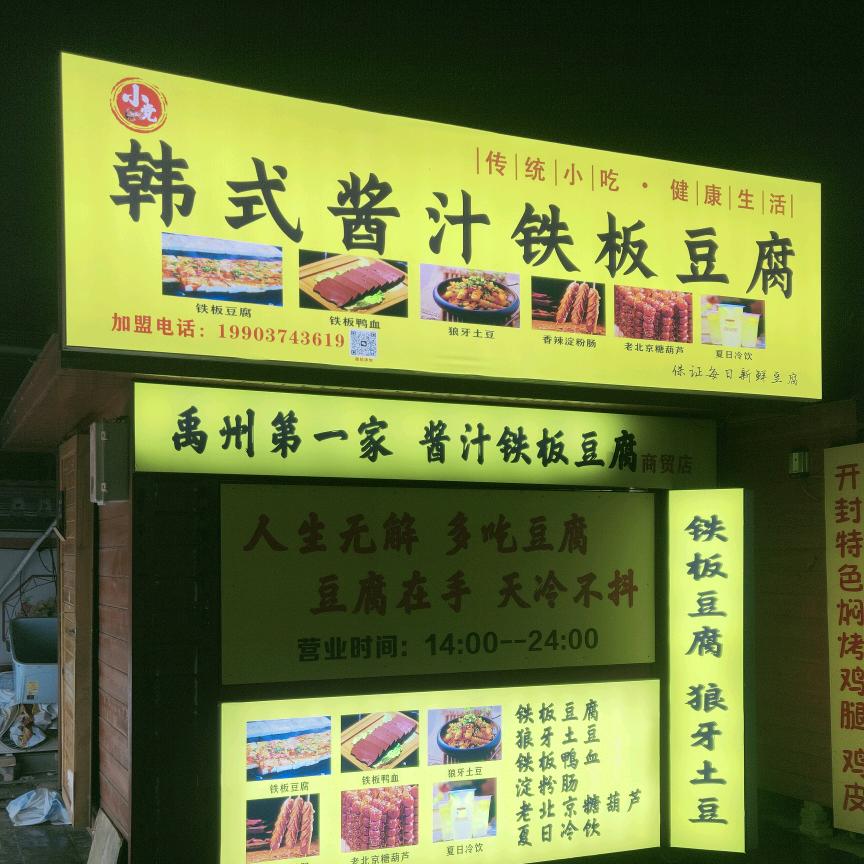 小竞
传统小吃·健康生活
韩式酱汁铁板豆腐
铁板豆腐
铁板鸭血
狼牙土豆
香辣淀粉肠
老北京糖葫芦
夏日冷饮
加盟电话：19903743619
保证每日新鲜豆腐
禹州第一家 酱汁铁板豆腐 商贸店
人生无解 多吃豆腐
豆腐在手 天冷不抖
营业时间：14:00--24:00
铁板豆腐
铁板鸭血
狼牙土豆
老北京糖葫芦
夏日冷饮
铁板豆腐
狼牙土豆
铁板鸭血
淀粉肠
老北京糖葫芦
夏日冷饮
铁板豆腐 狼牙土豆
开封特色焖烤鸡腿 鸡皮